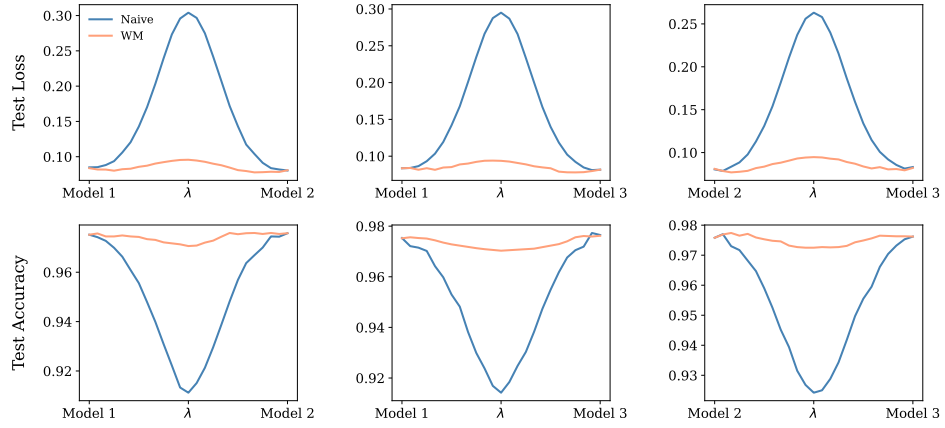 Test Loss
0.30
0.25
0.20
0.15
0.10
Naive
WM
Model 1 λ Model 2
0.30
0.25
0.20
0.15
0.10
Model 1 λ Model 3
0.25
0.20
0.15
0.10
Model 2 λ Model 3
Test Accuracy
0.96
0.94
0.92
Model 1 λ Model 2
0.98
0.96
0.94
0.92
Model 1 λ Model 3
0.98
0.97
0.96
0.95
0.94
0.93
Model 2 λ Model 3